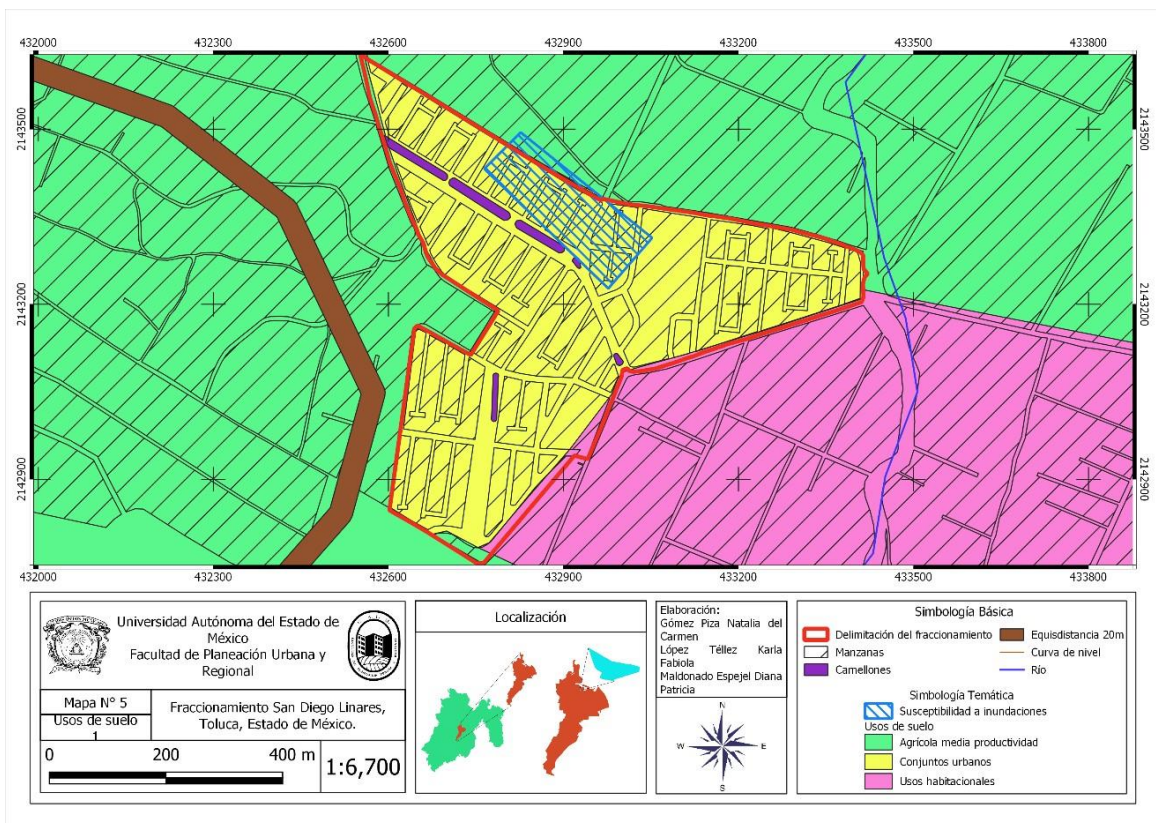 432000 432300 432600 432900 433200 433500 433800
2143500 2143500
2143200 2143200
2142900 2142900
432000 432300 432600 432900 433200 433500 433800
Universidad Autónoma del Estado de
México
Facultad de Planeación Urbana y
Regional
Mapa N° 5
Usos de suelo
1
Fraccionamiento San Diego Linares,
Toluca, Estado de México.
0 200 400 m
1:6,700
Localización
Elaboración:
Gómez Piza Natalia del
Carmen
López Téllez Karla
Fabiola
Maldonado Espejel Diana
Patricia
N
W E
S
Simbología Básica
Delimitación del fraccionamiento
Manzanas
Camellones
Equisdistancia 20m
Curva de nivel
Río
Simbología Temática
Susceptibilidad a inundaciones
Usos de suelo
Agrícola media productividad
Conjuntos urbanos
Usos habitacionales